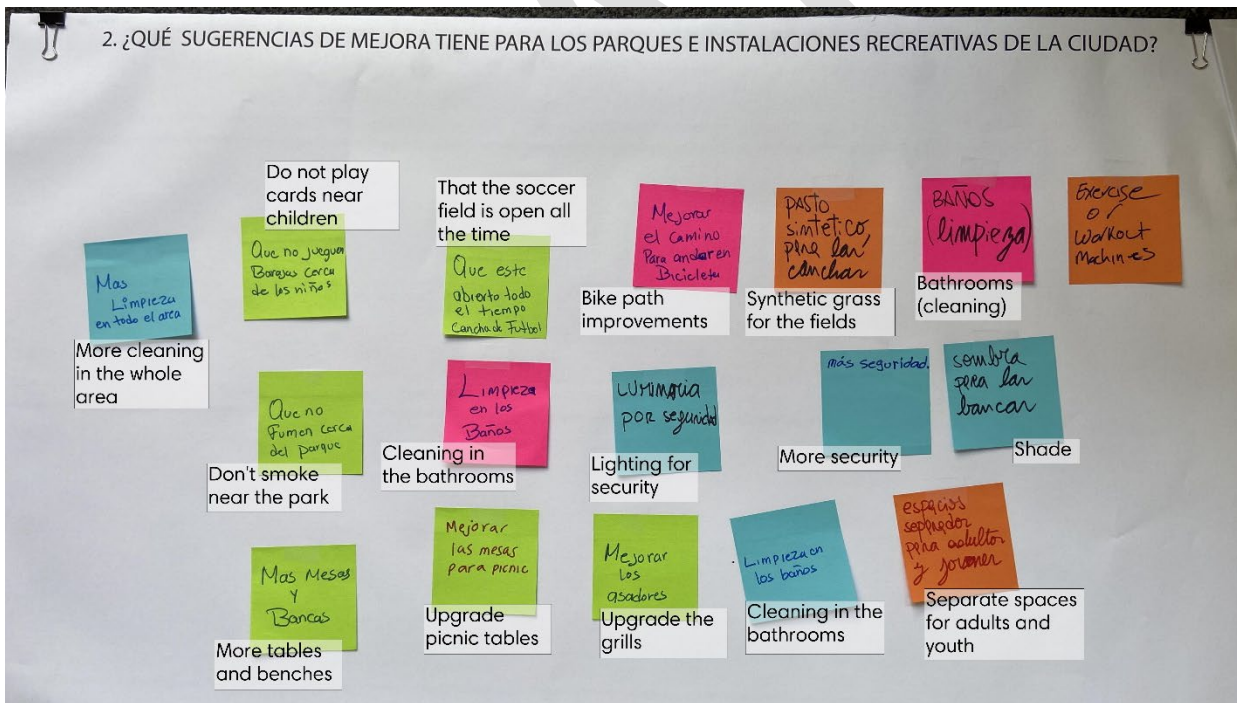 2. ¿QUÉ SUGERENCIAS DE MEJORA TIENE PARA LOS PARQUES E INSTALACIONES RECREATIVAS DE LA CIUDAD?
Mas
Limpieza
en todo el area
More cleaning
in the whole
area
Do not play
cards near
children
Que no jueguen
Barajas cerca
de los niños
That the soccer
field is open all
the time
Que este
abierto todo
el tiempo
Cancha de Futbol
Mejorar
el camino
Para andar en
Bicicleta
Bike path
improvements
PASTO
sintetico
para las
canchas
Synthetic grass
for the fields
BAÑOS
(limpieza)
Bathrooms
(cleaning)
Exercise
or
Workout
Machines
Que no
Fumen cerca
del parque
Don't smoke
near the park
Limpieza
en los
Baños
Cleaning in
the bathrooms
LUMINARIA
POR seguridad
Lighting for
security
más seguridad.
More security
sombra
para las
bancas
Shade
Mas Mesas
Y
Bancas
More tables
and benches
Mejorar
las mesas
para picnic
Upgrade
picnic tables
Mejorar
los
asadores
Upgrade the
grills
Limpieza en
los baños
Cleaning in the
bathrooms
espacios
separados
para adultos
y jovenes
Separate spaces
for adults and
youth